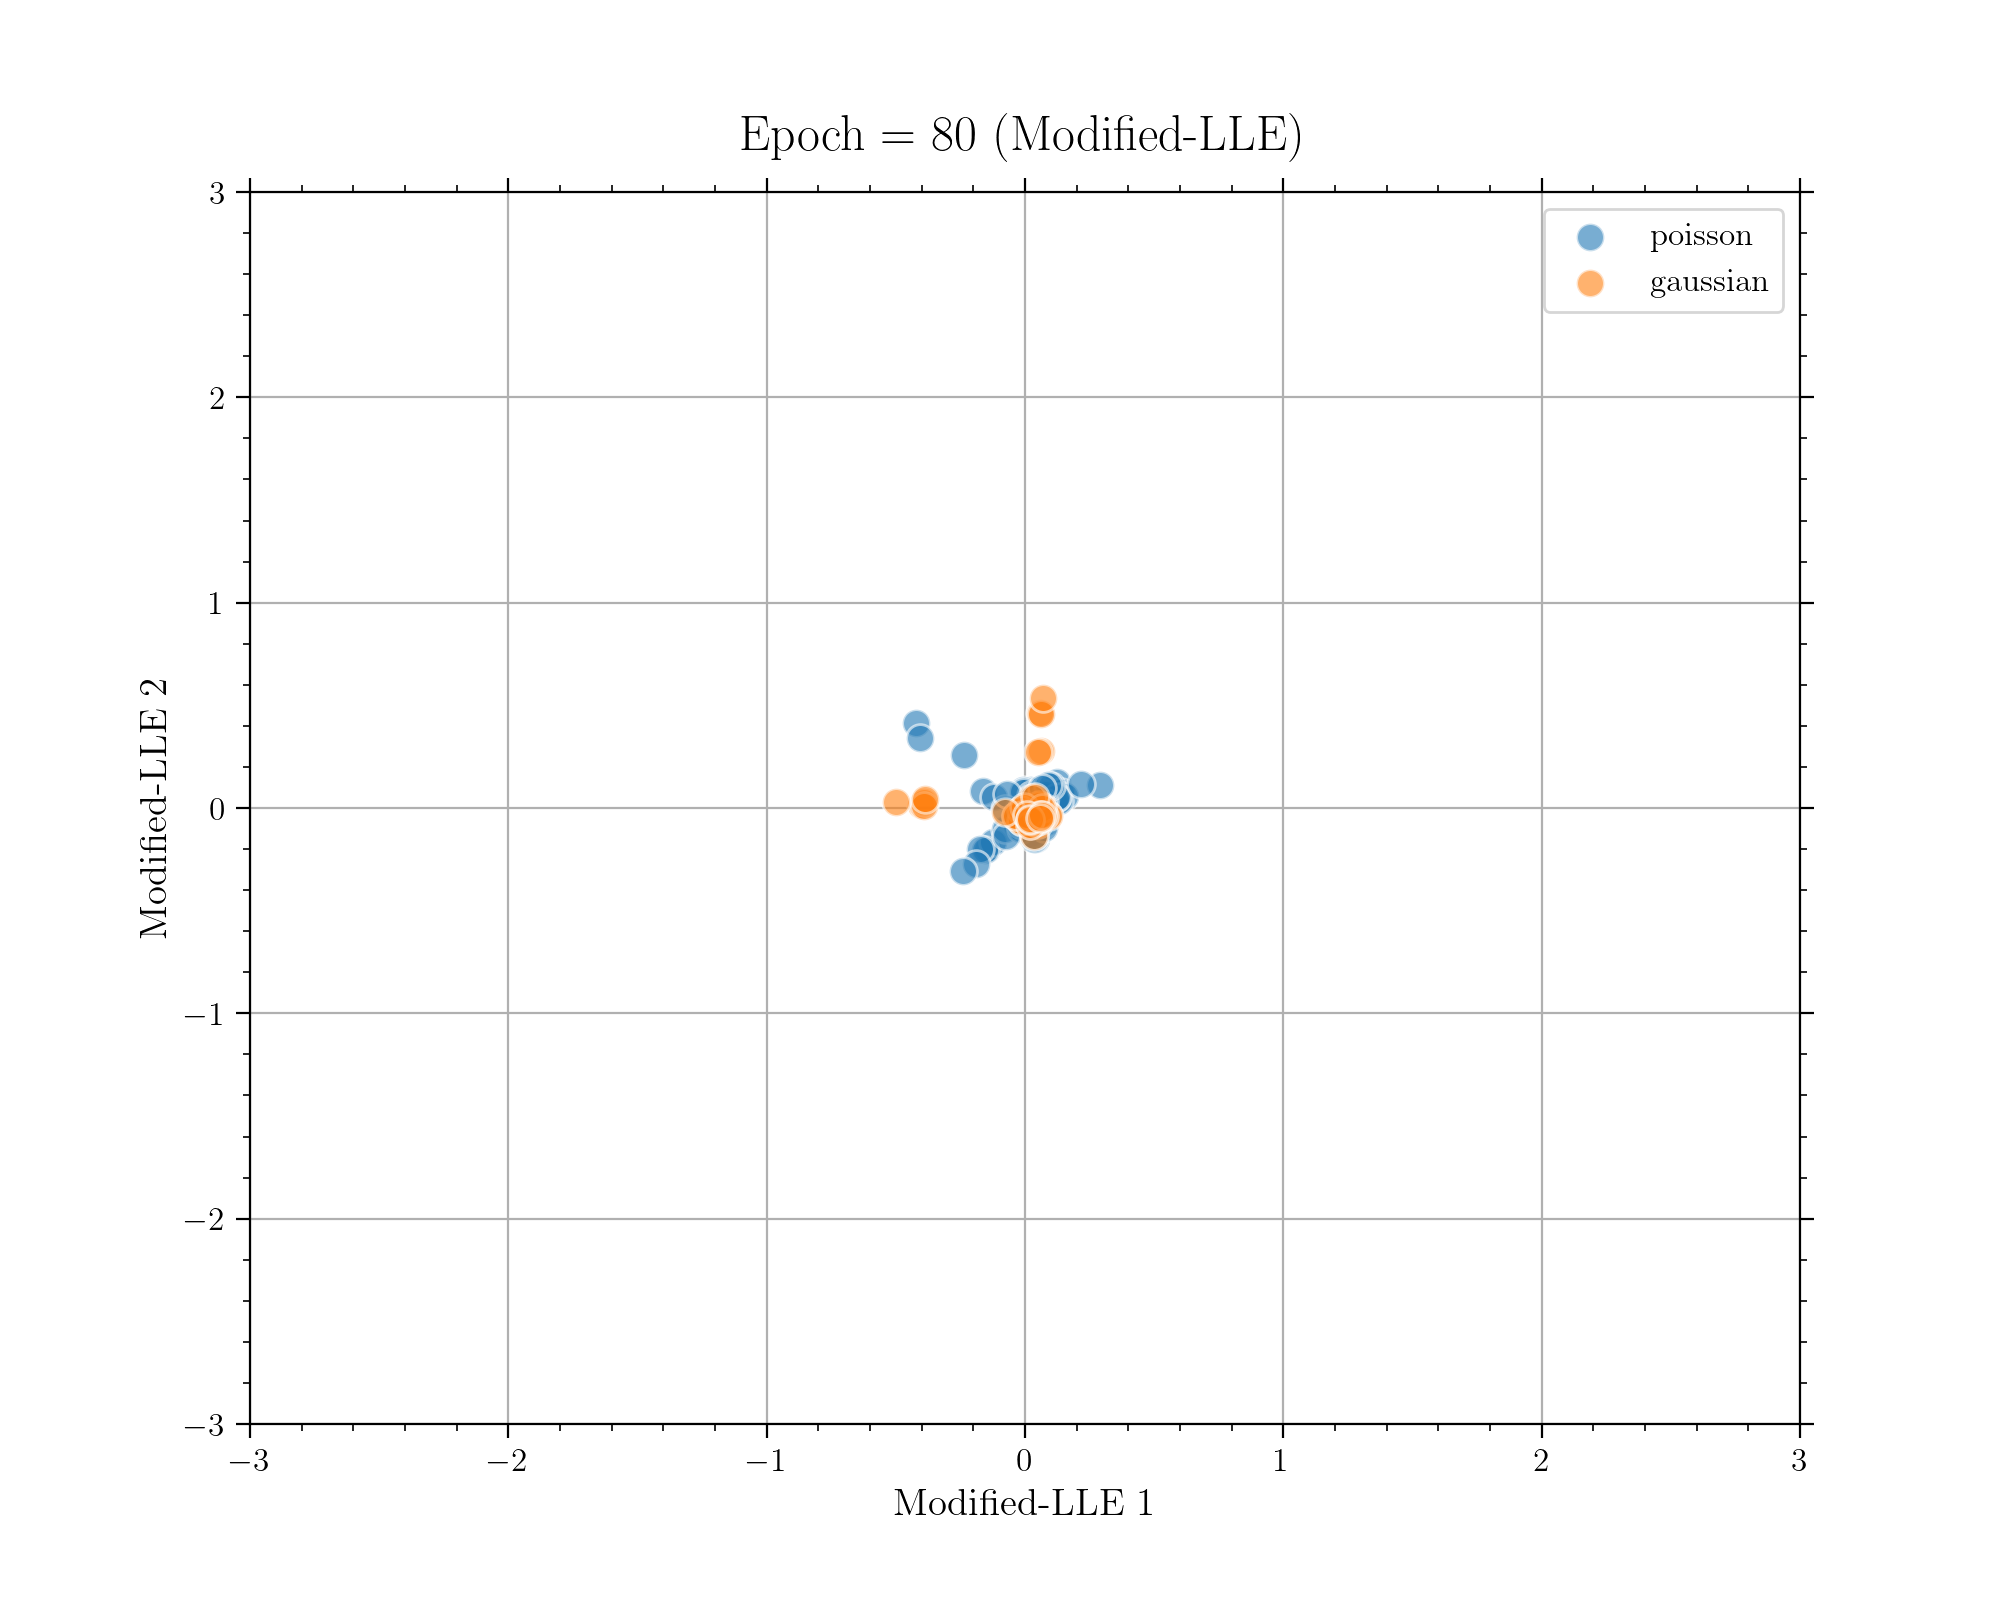 Epoch = 80 (Modified-LLE)
3
2
1
0
−1
−2
−3
−3
−2
−1
0
1
2
3
Modified-LLE 1
Modified-LLE 2
poisson
gaussian